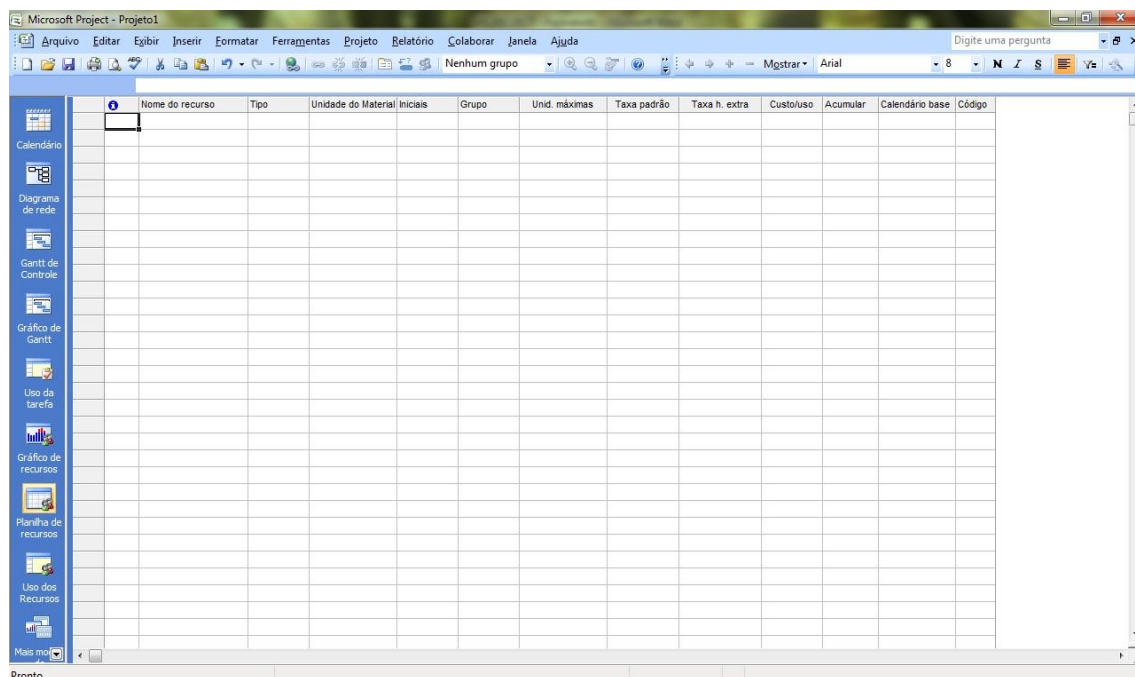 Microsoft Project - Projeto1
Arquivo Editar Exibir Inserir Formatar Ferramentas Projeto Relatório Colaborar Janela Ajuda Digite uma pergunta
Nenhum grupo Mostrar Arial 8 N I S
Nome do recurso Tipo Unidade do Material Iniciais Grupo Unid. máximas Taxa padrão Taxa h. extra Custo/uso Acumular Calendário base Código
Calendário
Diagrama
de rede
Gantt de
Controle
Gráfico de
Gantt
Uso da
tarefa
Gráfico de
recursos
Planilha de
recursos
Uso dos
Recursos
Mais
Pronto